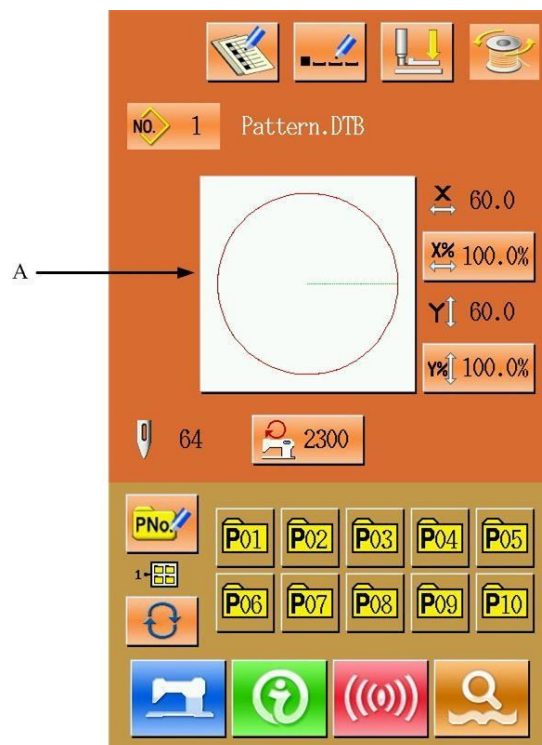 NO. 1 Pattern.DTB
X 60.0
A
X% 100.0%
Y 60.0
Y% 100.0%
64 2300
PNo.
P01 P02 P03 P04 P05
1-
P06 P07 P08 P09 P10
i